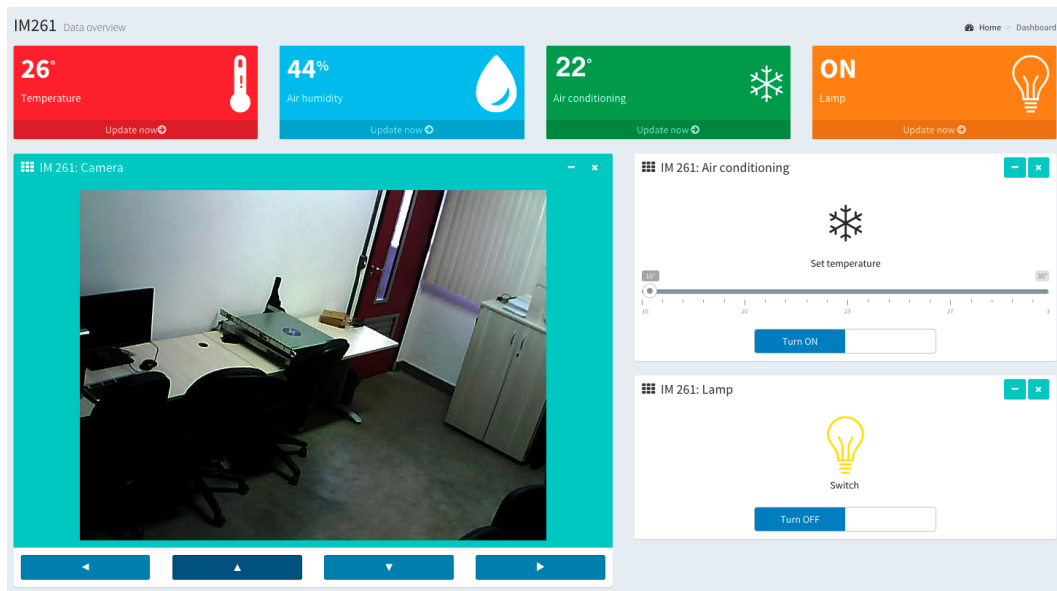 IM261 Data overview
Home > Dashboard
26°
Temperature
Update now
44%
Air humidity
Update now
22°
Air conditioning
Update now
ON
Lamp
Update now
IM 261: Camera
IM 261: Air conditioning
Set temperature
16° 30°
16 20 23 27 3
Turn ON
IM 261: Lamp
Switch
Turn OFF